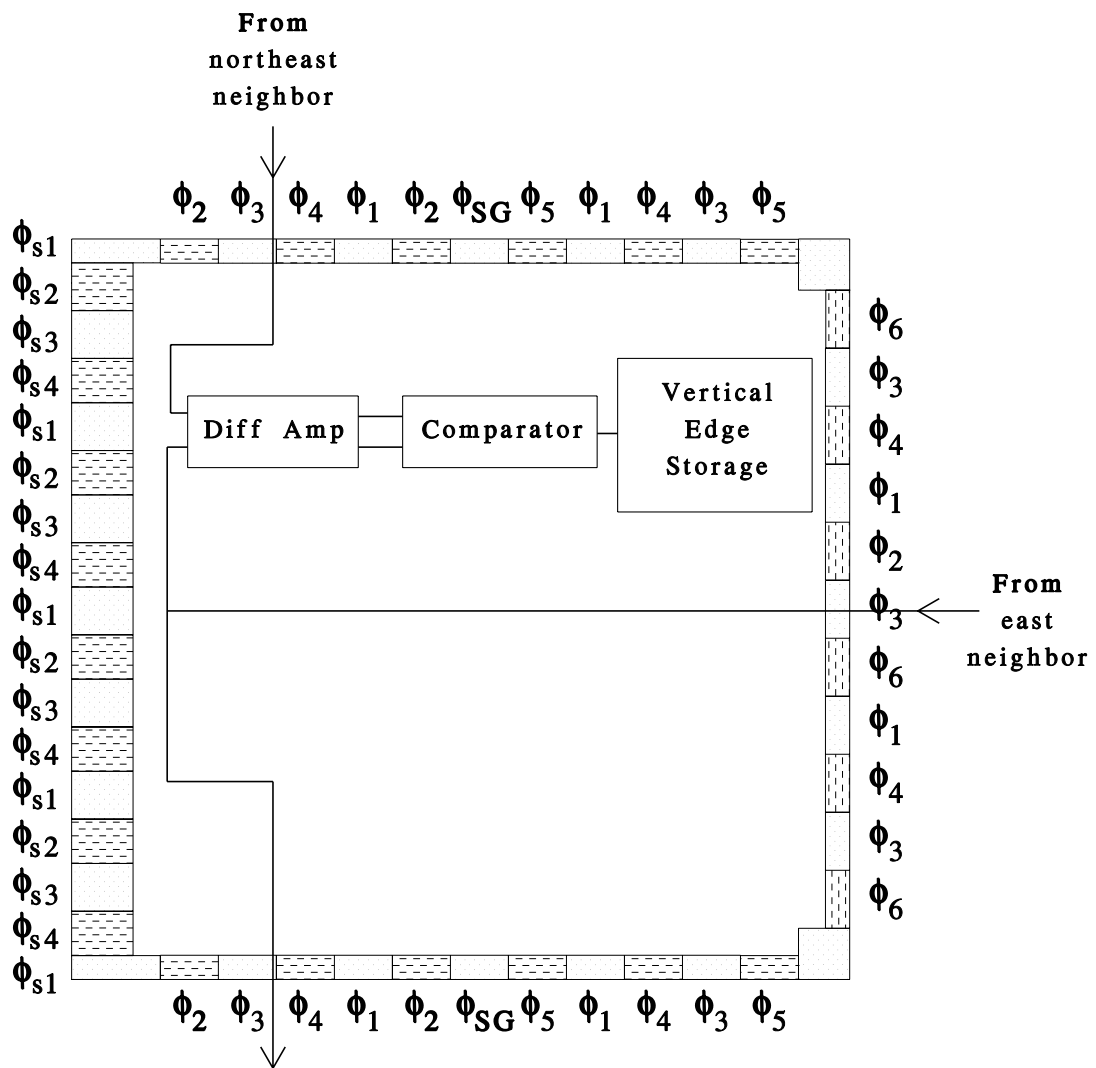 From
northeast
neighbor
ϕ2 ϕ3 ϕ4 ϕ1 ϕ2 ϕSG ϕ5 ϕ1 ϕ4 ϕ3 ϕ5
ϕs1
ϕs2
ϕs3
ϕs4
ϕs1
ϕs2
ϕs3
ϕs4
ϕs1
ϕs2
ϕs3
ϕs4
ϕs1
ϕs2
ϕs3
ϕs4
ϕs1
Diff Amp
Comparator
Vertical
Edge
Storage
ϕ6
ϕ3
ϕ4
ϕ1
ϕ2
ϕ3
ϕ6
ϕ1
ϕ4
ϕ3
ϕ6
From
east
neighbor
ϕ2 ϕ3 ϕ4 ϕ1 ϕ2 ϕSG ϕ5 ϕ1 ϕ4 ϕ3 ϕ5